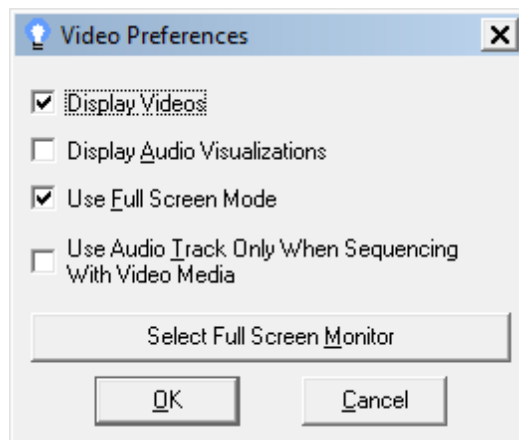 Video Preferences
Display Videos
Display Audio Visualizations
Use Full Screen Mode
Use Audio Track Only When Sequencing
With Video Media
Select Full Screen Monitor
OK
Cancel